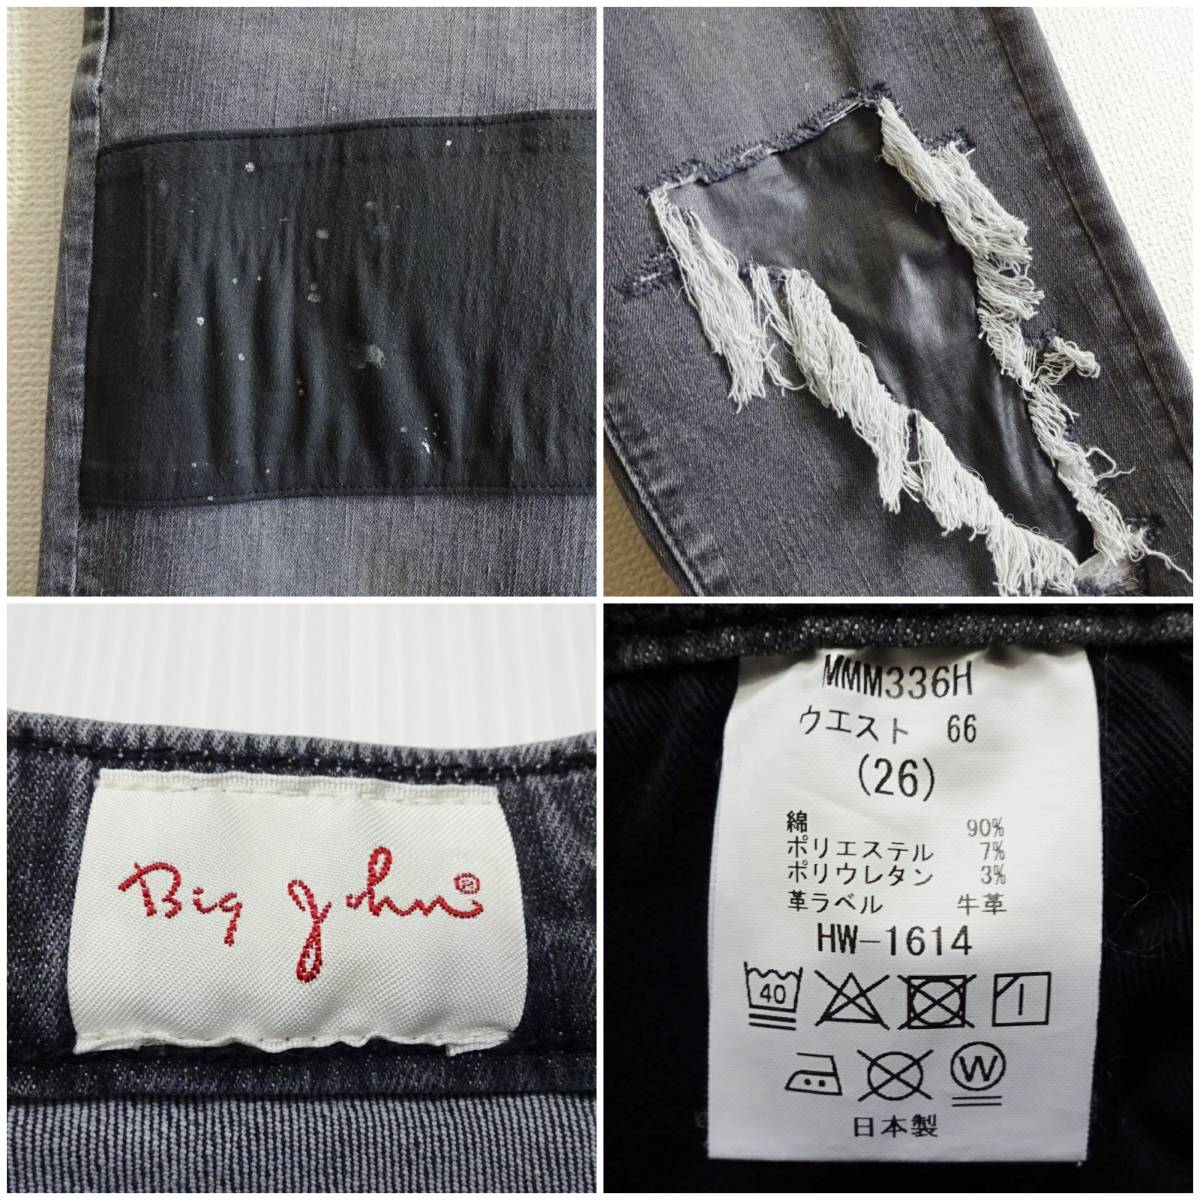 Big John®
MMM336H
ウエスト 66
(26)
綿 90%
ポリエステル 7%
ポリウレタン 3%
革ラベル 牛革
HW-1614
40
W
日本製